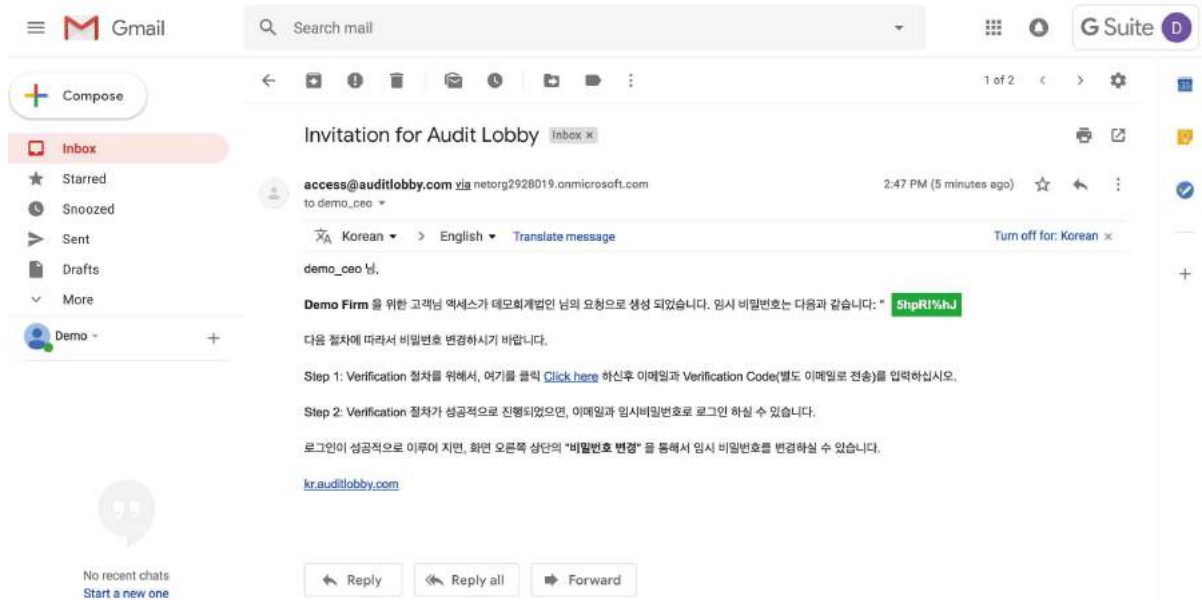 Gmail
Search mail
G Suite
D
Compose
1 of 2
Inbox
Starred
Snoozed
Sent
Drafts
More
Demo
Invitation for Audit Lobby Inbox ×
access@auditlobby.com via netorg2928019.onmicrosoft.com 2:47 PM (5 minutes ago)
to demo_ceo
Korean > English Translate message Turn off for: Korean ×
demo_ceo 님,
Demo Firm 을 위한 고객님 액세스가 데모회계법인 님의 요청으로 생성 되었습니다. 임시 비밀번호는 다음과 같습니다: " 5hpR!%hJ
다음 절차에 따라서 비밀번호 변경하시기 바랍니다.
Step 1: Verification 절차를 위해서, 여기를 클릭 Click here 하신후 이메일과 Verification Code(별도 이메일로 전송)를 입력하십시오.
Step 2: Verification 절차가 성공적으로 진행되었으면, 이메일과 임시비밀번호로 로그인 하실 수 있습니다.
로그인이 성공적으로 이루어 지면, 화면 오른쪽 상단의 "비밀번호 변경" 을 통해서 임시 비밀번호를 변경하실 수 있습니다.
kr.auditlobby.com
No recent chats
Start a new one
Reply
Reply all
Forward